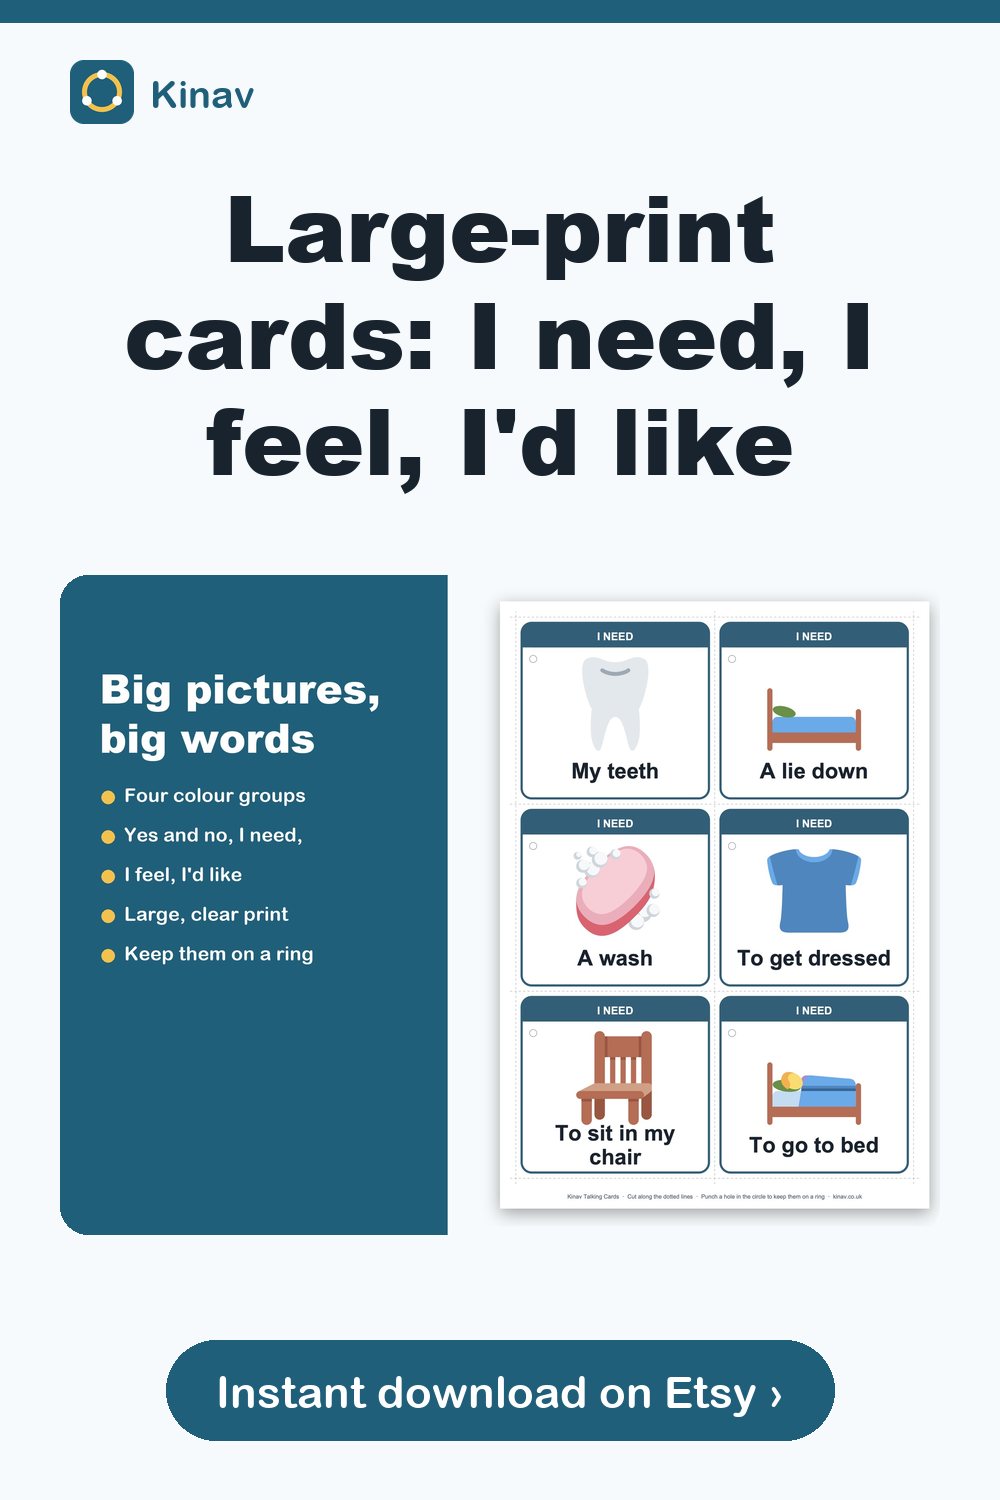 Kinav
Large-print
cards: I need, I
feel, I'd like
Big pictures,
big words
Four colour groups
Yes and no, I need,
I feel, I'd like
Large, clear print
Keep them on a ring
I NEED
My teeth
I NEED
A lie down
I NEED
A wash
I NEED
To get dressed
I NEED
To sit in my
chair
I NEED
To go to bed
Kinav Talking Cards - Cut along the dotted lines - Punch a hole in the circle to keep them on a ring - kinav.co.uk
Instant download on Etsy ›